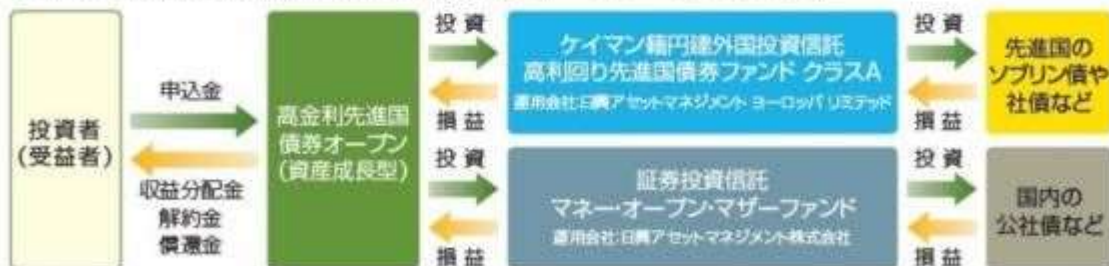 投資者
(受益者)
申込金
収益分配金
解約金
償還金
高金利先進国
債券オープン
(資産成長型)
投資
損益
ケイマン籍円建外国投資信託
高利回り先進国債券ファンド クラスA
運用会社:日興アセットマネジメント ヨーロッパ リミテッド
投資
損益
先進国の
ソブリン債や
社債など
投資
損益
証券投資信託
マネー・オープン・マザーファンド
運用会社:日興アセットマネジメント株式会社
投資
損益
国内の
公社債など